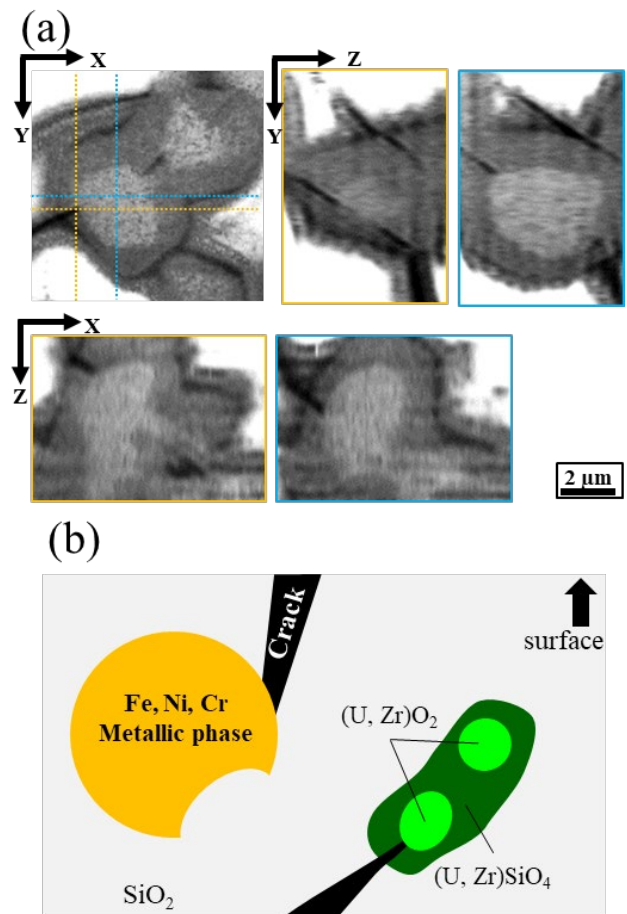 (a)
X
Z
Y
Y
X
Z
2 µm
(b)
Crack
surface
Fe, Ni, Cr
Metallic phase
(U, Zr)O₂
(U, Zr)SiO₄
SiO₂